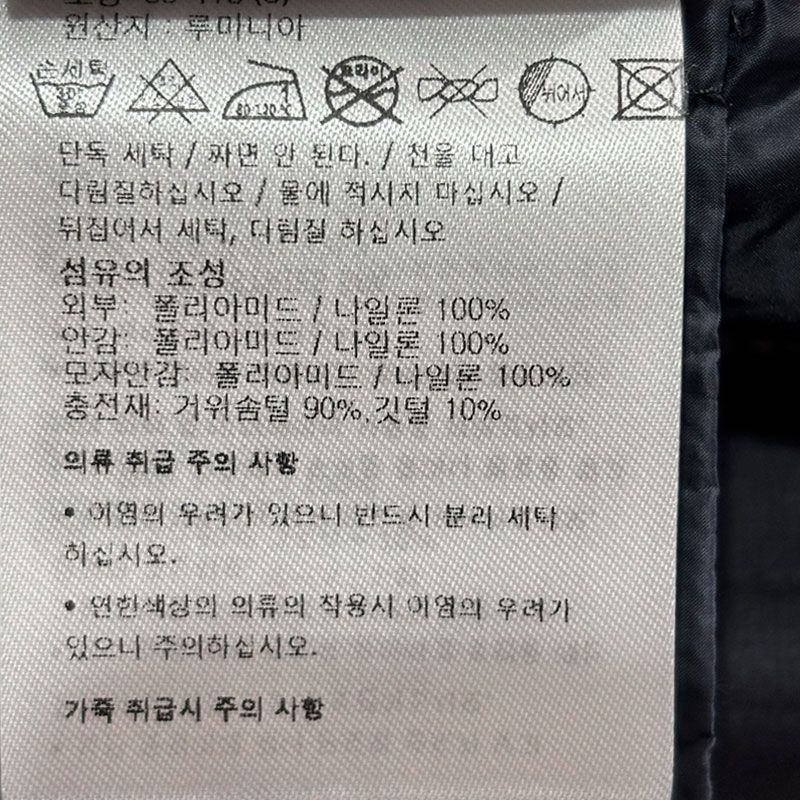 원산지 : 루마니아
손세탁 30 중성 80-120℃ 드라이 뉘어서
단독 세탁 / 짜면 안 된다. / 천을 대고
다림질하십시오 / 물에 적시지 마십시오 /
뒤집어서 세탁, 다림질 하십시오
섬유의 조성
외부: 폴리아미드 / 나일론 100%
안감: 폴리아미드 / 나일론 100%
모자안감: 폴리아미드 / 나일론 100%
충전재: 거위솜털 90%,깃털 10%
의류 취급 주의 사항
• 이염의 우려가 있으니 반드시 분리 세탁
하십시오.
• 연한색상의 의류의 착용시 이염의 우려가
있으니 주의하십시오.
가죽 취급시 주의 사항